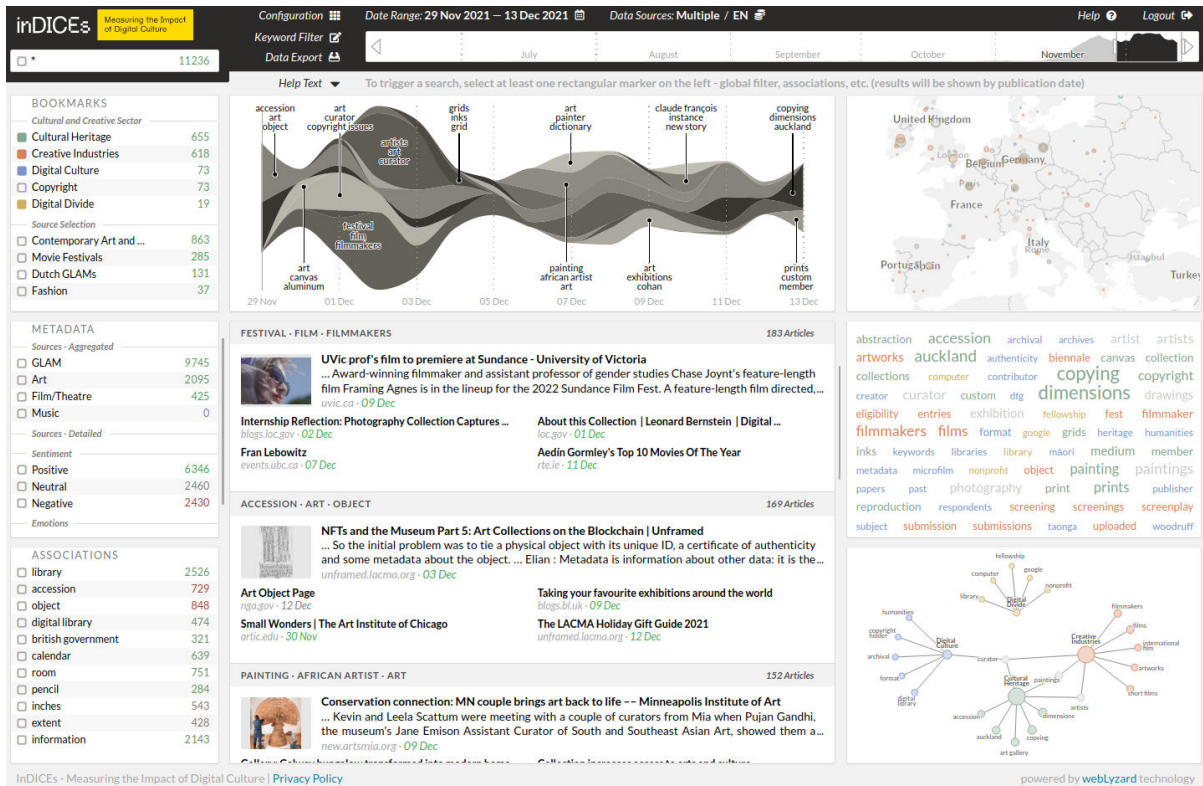 inDICEs
Measuring the Impact
of Digital Culture
Configuration
Keyword Filter
Data Export
Date Range: 29 Nov 2021 — 13 Dec 2021
Data Sources: Multiple / EN
Help
Logout
* 11236
July August September October November
Help Text
To trigger a search, select at least one rectangular marker on the left - global filter, associations, etc. (results will be shown by publication date)
BOOKMARKS
Cultural and Creative Sector
Cultural Heritage 655
Creative Industries 618
Digital Culture 73
Copyright 73
Digital Divide 19
Source Selection
Contemporary Art and ... 863
Movie Festivals 285
Dutch GLAMs 131
Fashion 37
METADATA
Sources - Aggregated
GLAM 9745
Art 2095
Film/Theatre 425
Music 0
Sources - Detailed
Sentiment
Positive 6346
Neutral 2460
Negative 2430
Emotions
ASSOCIATIONS
library 2526
accession 729
object 848
digital library 474
british government 321
calendar 639
room 751
pencil 284
inches 543
extent 428
information 2143
accession
art
object
art
curator
copyright issues
artists
art
curator
grids
inks
grid
art
painter
dictionary
claude françois
instance
new story
copying
dimensions
auckland
festival
film
filmmakers
art
canvas
aluminum
painting
african artist
art
art
exhibitions
cohan
prints
custom
member
29 Nov 01 Dec 03 Dec 05 Dec 07 Dec 09 Dec 11 Dec 13 Dec
FESTIVAL · FILM · FILMMAKERS 183 Articles
UVic prof's film to premiere at Sundance - University of Victoria
... Award-winning filmmaker and assistant professor of gender studies Chase Joynt's feature-length
film Framing Agnes is in the lineup for the 2022 Sundance Film Fest. A feature-length film directed,...
uvic.ca · 09 Dec
Internship Reflection: Photography Collection Captures ...
blogs.loc.gov · 02 Dec
About this Collection | Leonard Bernstein | Digital ...
loc.gov · 01 Dec
Fran Lebowitz
events.ubc.ca · 07 Dec
Aedín Gormley's Top 10 Movies Of The Year
rte.ie · 11 Dec
ACCESSION · ART · OBJECT 169 Articles
NFTs and the Museum Part 5: Art Collections on the Blockchain | Unframed
... So the initial problem was to tie a physical object with its unique ID, a certificate of authenticity
and some metadata about the object. ... Elian : Metadata is information about other data: it is the...
unframed.lacma.org · 03 Dec
Art Object Page
nga.gov · 12 Dec
Taking your favourite exhibitions around the world
blogs.bl.uk · 09 Dec
Small Wonders | The Art Institute of Chicago
artic.edu · 30 Nov
The LACMA Holiday Gift Guide 2021
unframed.lacma.org · 12 Dec
PAINTING · AFRICAN ARTIST · ART 152 Articles
Conservation connection: MN couple brings art back to life –– Minneapolis Institute of Art
... Kevin and Leela Scattum were meeting with a couple of curators from Mia when Pujan Gandhi,
the museum's Jane Emison Assistant Curator of South and Southeast Asian Art, showed them a...
new.artsmia.org · 09 Dec
United Kingdom
London
Belgium
Germany
Paris
France
Italy
Rome
Portugal
Spain
Istanbul
Turkey
abstraction accession archival archives artist artists
artworks auckland authenticity biennale canvas collection
collections computer contributor copying copyright
creator curator custom dfg dimensions drawings
eligibility entries exhibition fellowship fest filmmaker
filmmakers films format google grids heritage humanities
inks keywords libraries library māori medium member
metadata microfilm nonprofit object painting paintings
papers past photography print prints publisher
reproduction respondents screening screenings screenplay
subject submission submissions taonga uploaded woodruff
fellowship
computer
google
library
nonprofit
Digital
Divide
humanities
copyright
holder
archival
format
digital
library
Digital
Culture
curator
filmmakers
films
international
film
artworks
short films
Creative
Industries
paintings
artists
Cultural
Heritage
accession
auckland
art gallery
copying
dimensions
InDICEs - Measuring the Impact of Digital Culture | Privacy Policy
powered by webLyzard technology